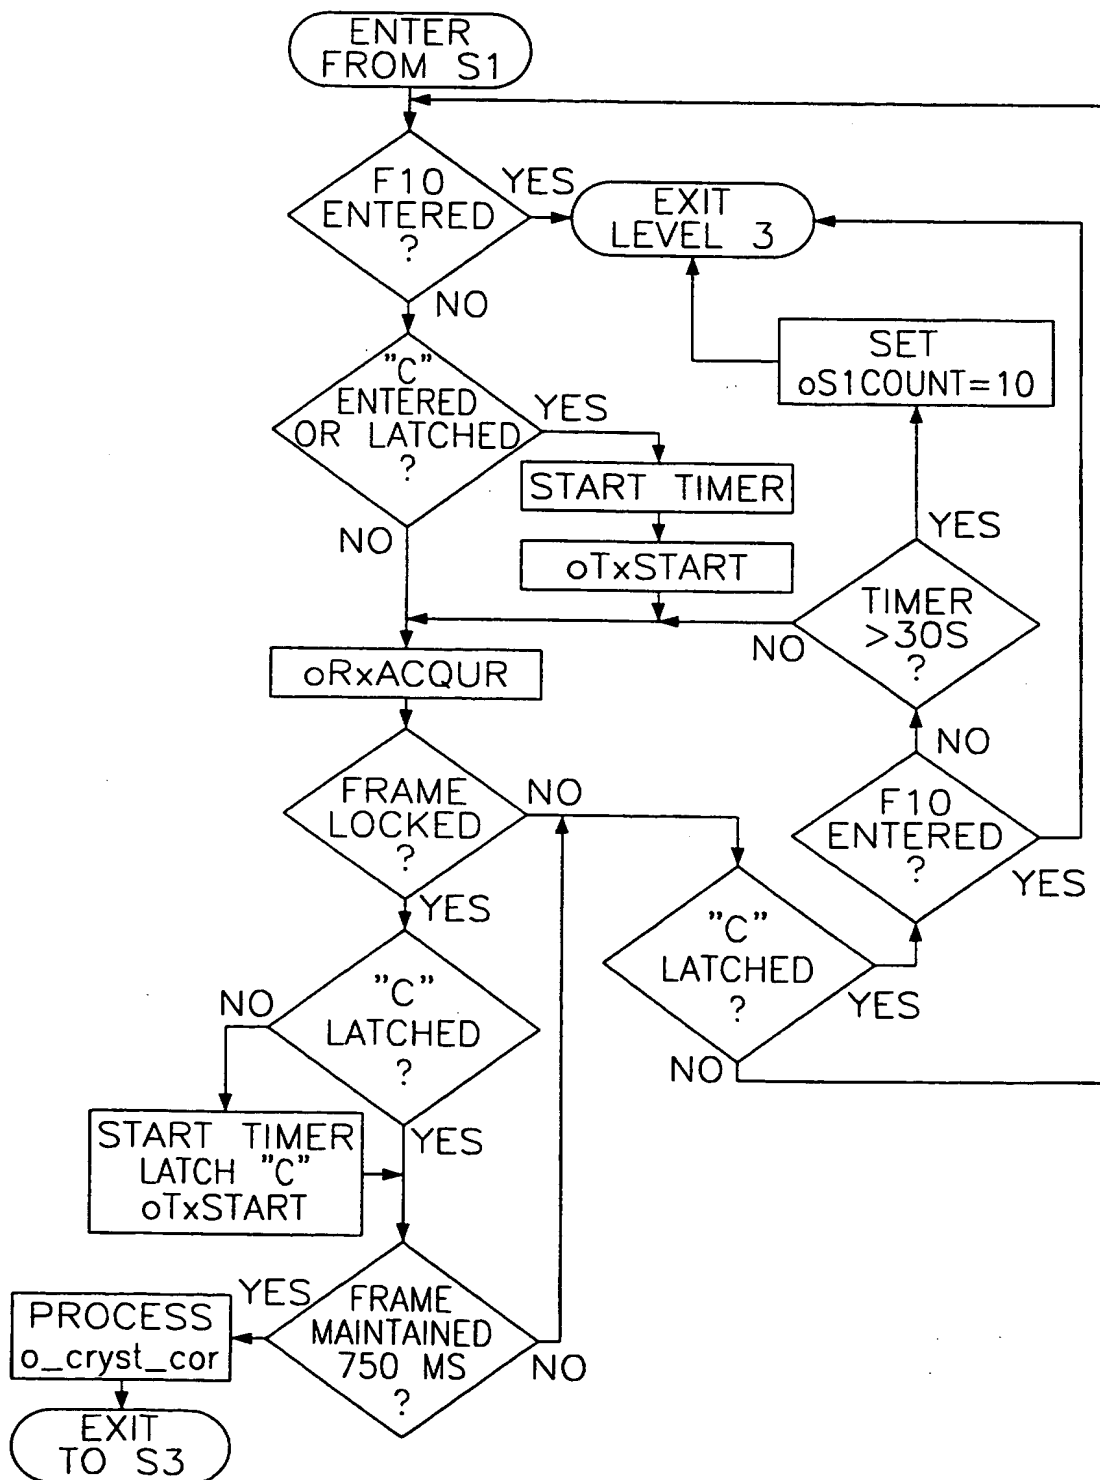 ENTER
FROM S1
F10
ENTERED
?
YES
NO
EXIT
LEVEL 3
"C"
ENTERED
OR LATCHED
?
YES
NO
START TIMER
oTxSTART
SET
oS1COUNT=10
YES
TIMER
>30S
?
NO
oRxACQUR
FRAME
LOCKED
?
NO
YES
NO
F10
ENTERED
?
YES
"C"
LATCHED
?
YES
NO
"C"
LATCHED
?
NO
YES
START TIMER
LATCH "C"
oTxSTART
FRAME
MAINTAINED
750 MS
?
YES
NO
PROCESS
o_cryst_cor
EXIT
TO S3